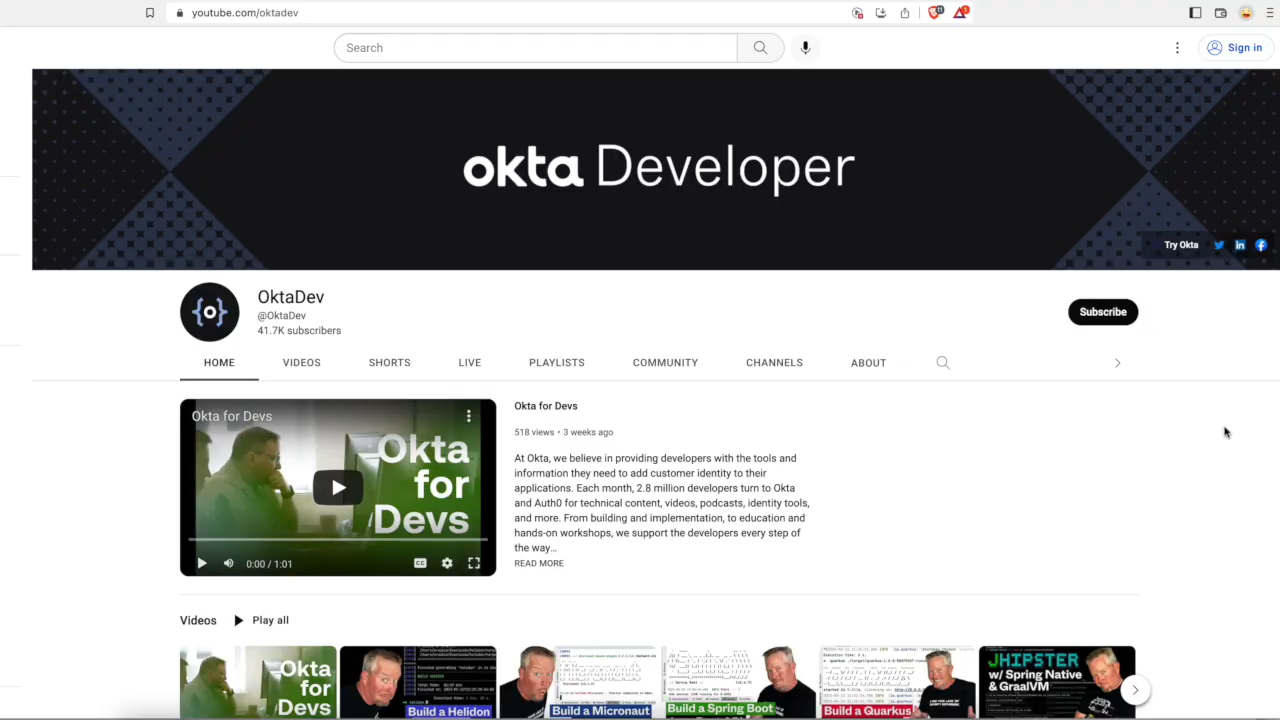 youtube.com/oktadev
11
1
Search
Sign in
okta Developer
Try Okta
OktaDev
@OktaDev
41.7K subscribers
Subscribe
HOME
VIDEOS
SHORTS
LIVE
PLAYLISTS
COMMUNITY
CHANNELS
ABOUT
Okta for Devs
Okta
for
Devs
CC
0:00 / 1:01
Okta for Devs
518 views • 3 weeks ago
At Okta, we believe in providing developers with the tools and
information they need to add customer identity to their
applications. Each month, 2.8 million developers turn to Okta
and Auth0 for technical content, videos, podcasts, identity tools,
and more. From building and implementation, to education and
hands-on workshops, we support the developers every step of
the way...
READ MORE
Videos
Play all
Okta
for
Build a Helidon
Build a Micronaut
Build a Spring Boot
Build a Quarkus
JHIPSTER
w/ Spring Native
& GraalVM